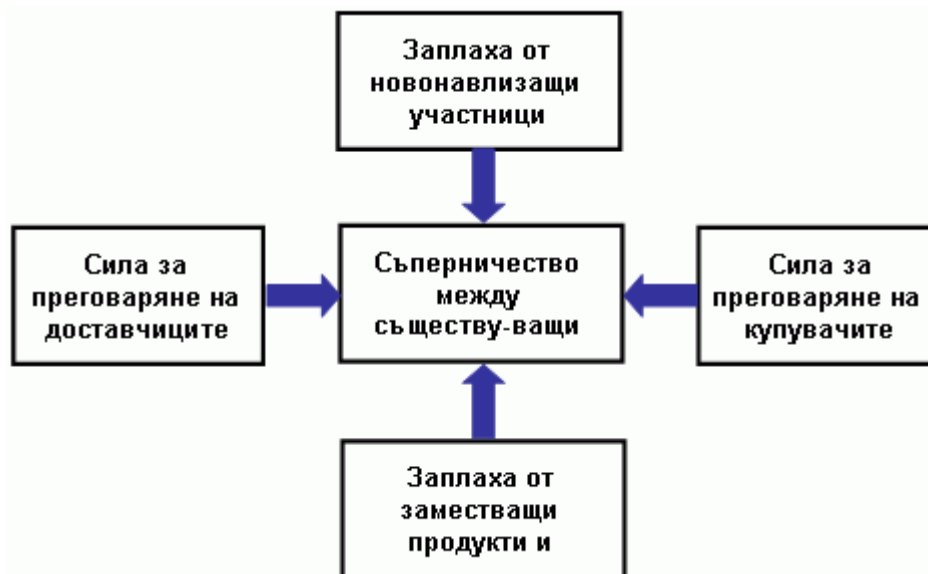 Заплаха от
новонавлизащи
участници
Сила за
преговаряне на
доставчиците
Съперничество
между
съществу-ващи
Сила за
преговаряне на
купувачите
Заплаха от
заместващи
продукти и